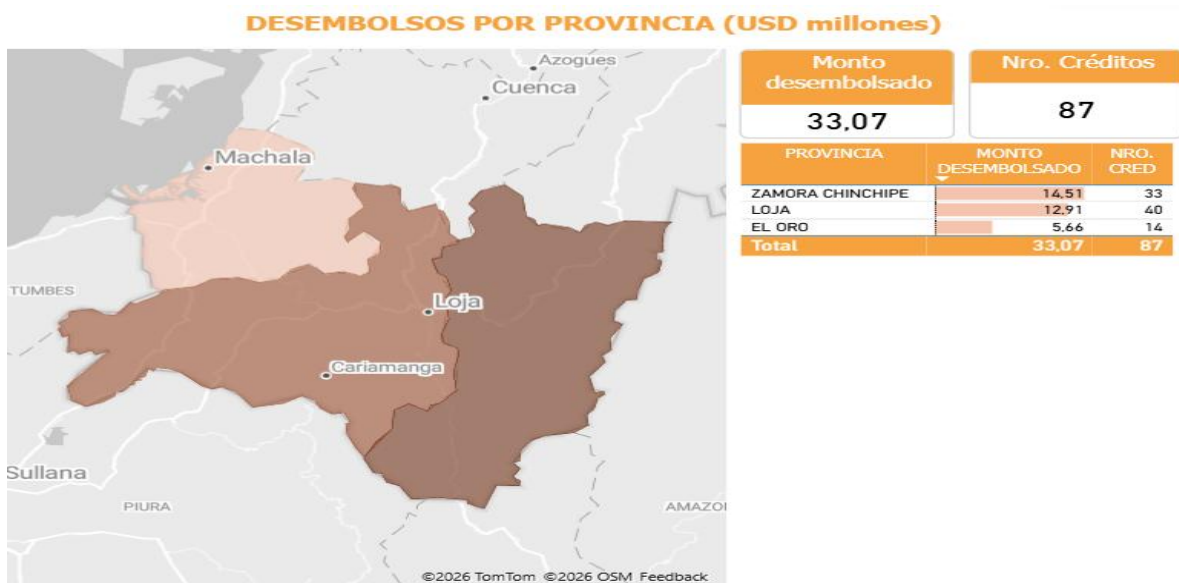 DESEMBOLSOS POR PROVINCIA (USD millones)
Azogues
Cuenca
Machala
TUMBES
Loja
Cariamanga
Sullana
PIURA
AMAZO
©2026 TomTom ©2026 OSM Feedback
Monto
desembolsado
33,07
Nro. Créditos
87
PROVINCIA MONTO DESEMBOLSADO NRO. CRED
ZAMORA CHINCHIPE 14,51 33
LOJA 12,91 40
EL ORO 5,66 14
Total 33,07 87